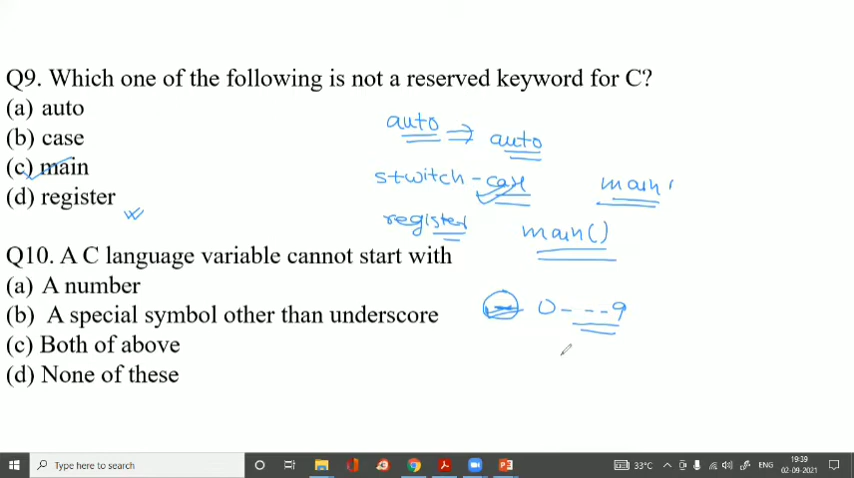 Q9. Which one of the following is not a reserved keyword for C?
(a) auto
(b) case
(c) main
(d) register
auto ⇒ auto
stwitch - case
main
register
main()
Q10. A C language variable cannot start with
(a) A number
(b) A special symbol other than underscore
(c) Both of above
(d) None of these
0 - - - 9
Type here to search
33°C
ENG
19:39
02-09-2021